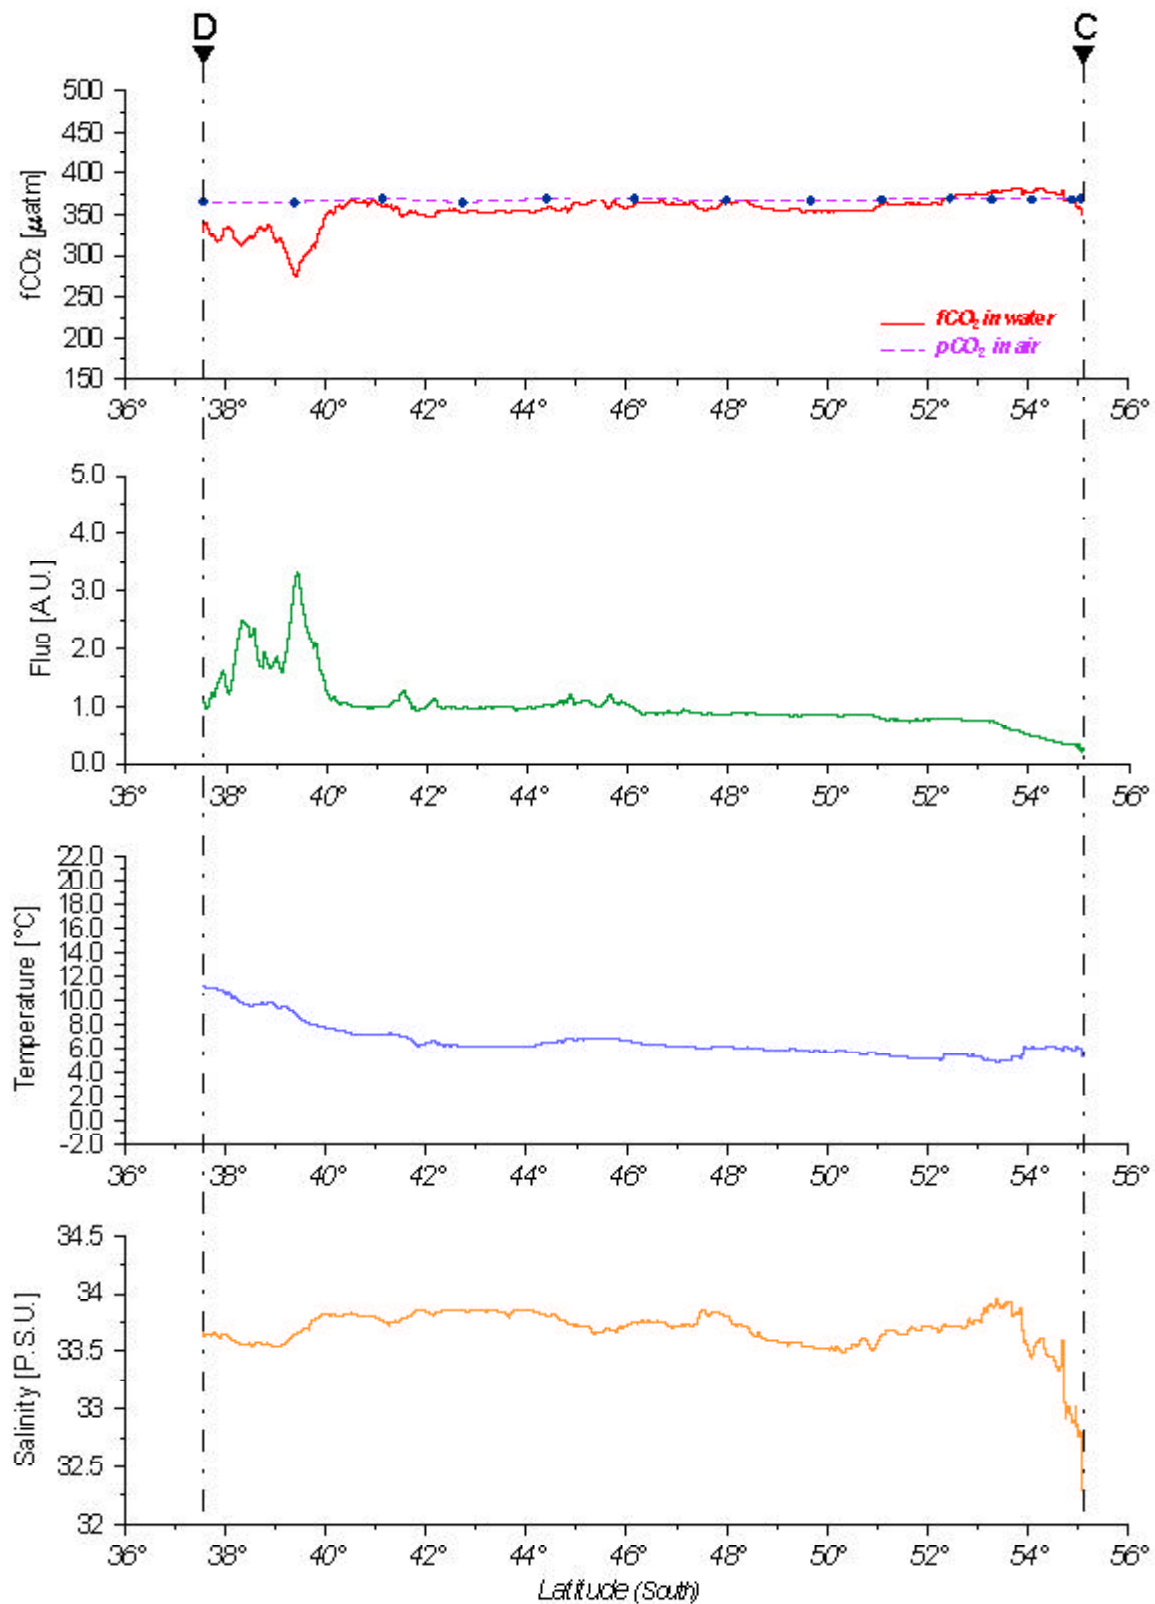 D C
500
450
400
350
300
250
200
150
fCO₂ [µatm]
fCO₂ in water
pCO₂ in air
36° 38° 40° 42° 44° 46° 48° 50° 52° 54° 56°
5.0
4.0
3.0
2.0
1.0
0.0
Fluo [A.U.]
36° 38° 40° 42° 44° 46° 48° 50° 52° 54° 56°
22.0
20.0
18.0
16.0
14.0
12.0
10.0
8.0
6.0
4.0
2.0
0.0
-2.0
Temperature [°C]
36° 38° 40° 42° 44° 46° 48° 50° 52° 54° 56°
34.5
34
33.5
33
32.5
32
Salinity [P.S.U.]
36° 38° 40° 42° 44° 46° 48° 50° 52° 54° 56°
Latitude (South)